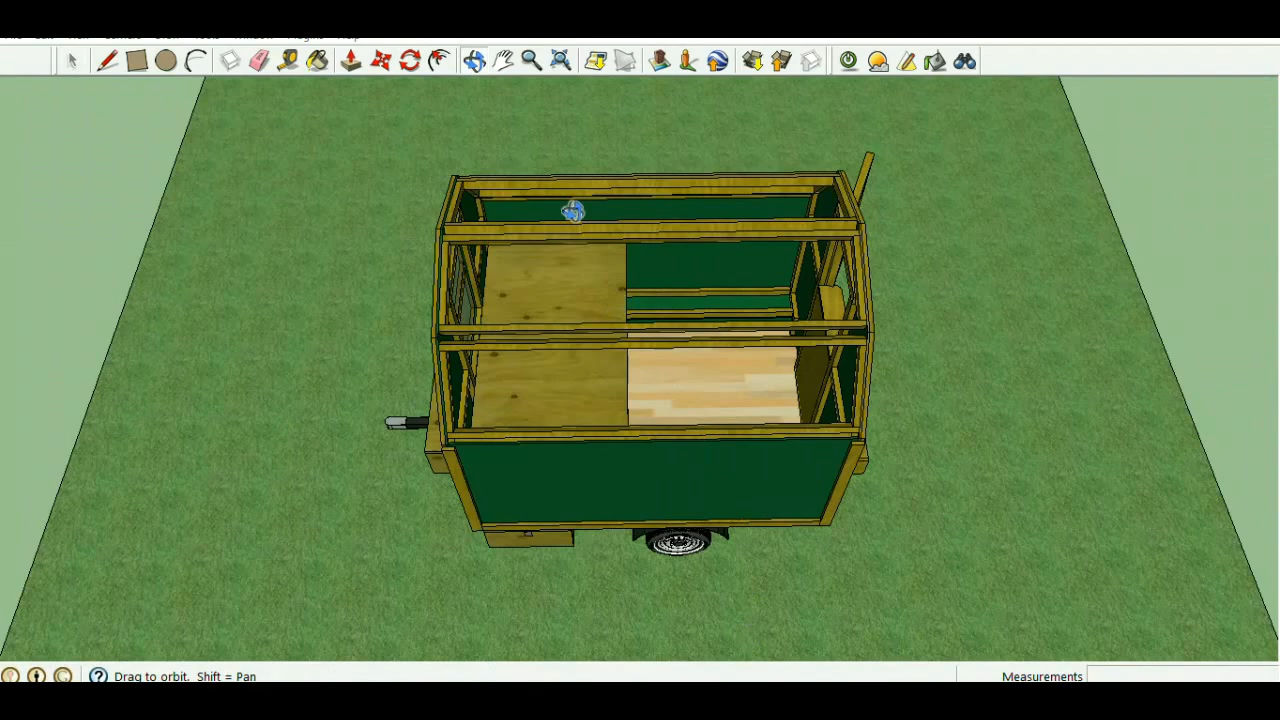 Drag to orbit. Shift = Pan
Measurements